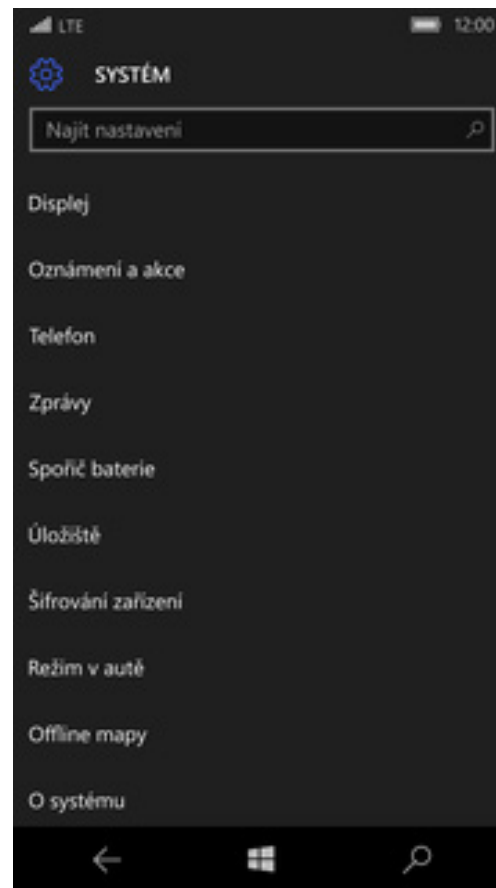 LTE 12:00
SYSTÉM
Najít nastavení
Displej
Oznámení a akce
Telefon
Zprávy
Spořič baterie
Úložiště
Šifrování zařízení
Režim v autě
Offline mapy
O systému